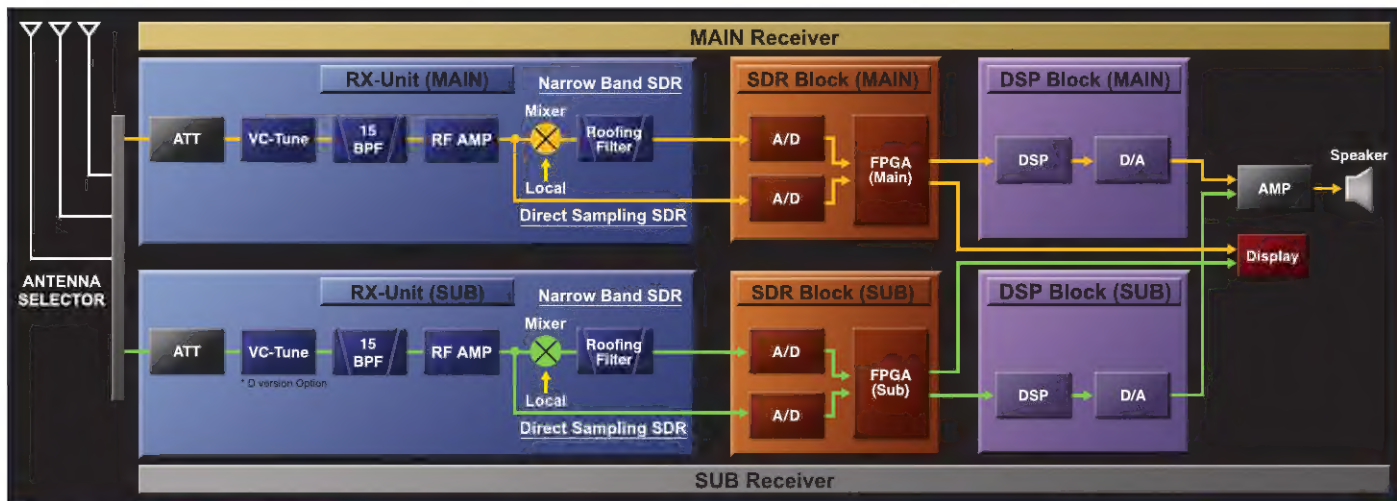 MAIN Receiver
RX-Unit (MAIN)
Narrow Band SDR
Mixer
ATT
VC-Tune
15
BPF
RF AMP
Roofing
Filter
Local
Direct Sampling SDR
SDR Block (MAIN)
A/D
A/D
FPGA
(Main)
DSP Block (MAIN)
DSP
D/A
AMP
Speaker
Display
ANTENNA
SELECTOR
RX-Unit (SUB)
Narrow Band SDR
Mixer
ATT
VC-Tune
* D version Option
15
BPF
RF AMP
Roofing
Filter
Local
Direct Sampling SDR
SDR Block (SUB)
A/D
A/D
FPGA
(Sub)
DSP Block (SUB)
DSP
D/A
SUB Receiver